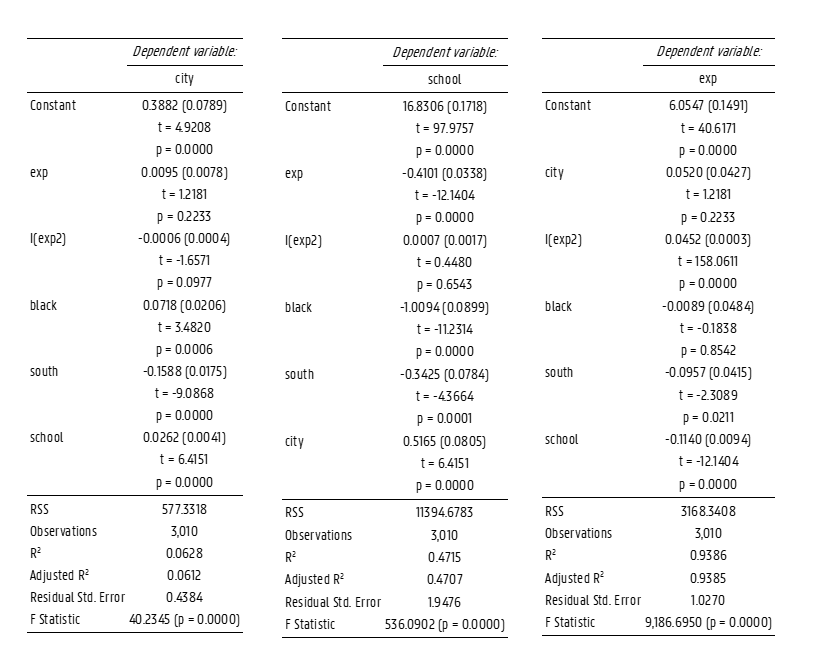 Dependent variable:
city
Constant 0.3882 (0.0789)
t = 4.9208
p = 0.0000
exp 0.0095 (0.0078)
t = 1.2181
p = 0.2233
I(exp2) -0.0006 (0.0004)
t = -1.6571
p = 0.0977
black 0.0718 (0.0206)
t = 3.4820
p = 0.0006
south -0.1588 (0.0175)
t = -9.0868
p = 0.0000
school 0.0262 (0.0041)
t = 6.4151
p = 0.0000
RSS 577.3318
Observations 3,010
R² 0.0628
Adjusted R² 0.0612
Residual Std. Error 0.4384
F Statistic 40.2345 (p = 0.0000)
Dependent variable:
school
Constant 16.8306 (0.1718)
t = 97.9757
p = 0.0000
exp -0.4101 (0.0338)
t = -12.1404
p = 0.0000
I(exp2) 0.0007 (0.0017)
t = 0.4480
p = 0.6543
black -1.0094 (0.0899)
t = -11.2314
p = 0.0000
south -0.3425 (0.0784)
t = -4.3664
p = 0.0001
city 0.5165 (0.0805)
t = 6.4151
p = 0.0000
RSS 11394.6783
Observations 3,010
R² 0.4715
Adjusted R² 0.4707
Residual Std. Error 1.9476
F Statistic 536.0902 (p = 0.0000)
Dependent variable:
exp
Constant 6.0547 (0.1491)
t = 40.6171
p = 0.0000
city 0.0520 (0.0427)
t = 1.2181
p = 0.2233
I(exp2) 0.0452 (0.0003)
t = 158.0611
p = 0.0000
black -0.0089 (0.0484)
t = -0.1838
p = 0.8542
south -0.0957 (0.0415)
t = -2.3089
p = 0.0211
school -0.1140 (0.0094)
t = -12.1404
p = 0.0000
RSS 3168.3408
Observations 3,010
R² 0.9386
Adjusted R² 0.9385
Residual Std. Error 1.0270
F Statistic 9,186.6950 (p = 0.0000)